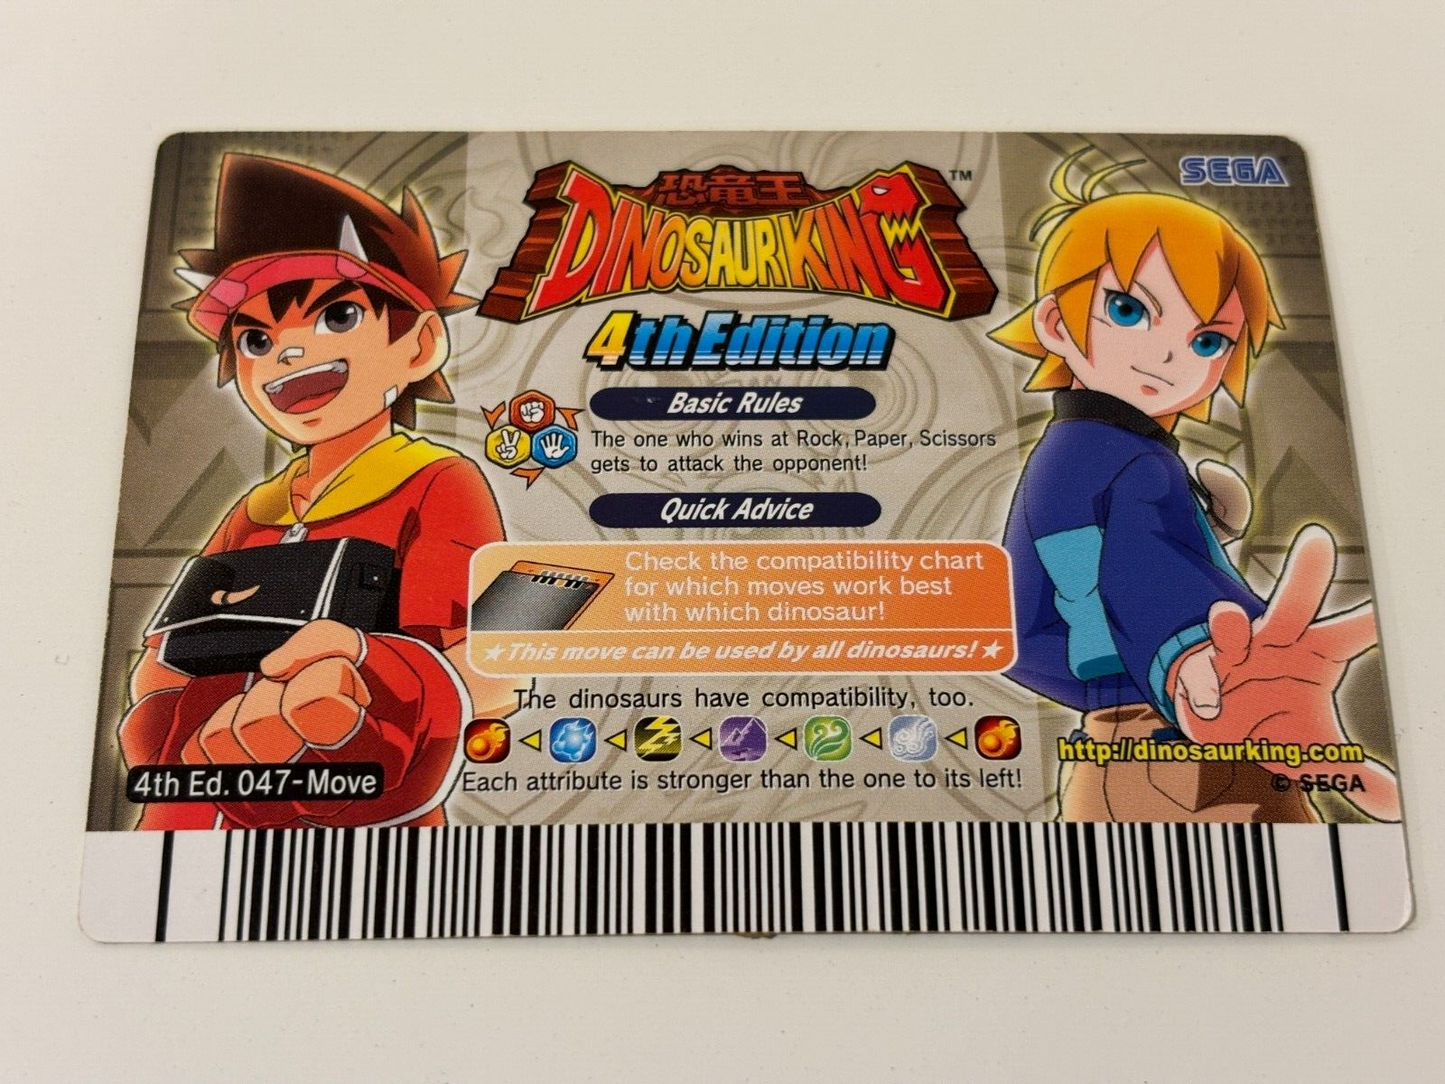 SEGA
恐竜王
DINOSAUR KING™
4th Edition
Basic Rules
The one who wins at Rock, Paper, Scissors
gets to attack the opponent!
Quick Advice
Check the compatibility chart
for which moves work best
with which dinosaur!
★This move can be used by all dinosaurs!★
The dinosaurs have compatibility, too.
Each attribute is stronger than the one to its left!
4th Ed. 047-Move
http://dinosaurking.com
© SEGA